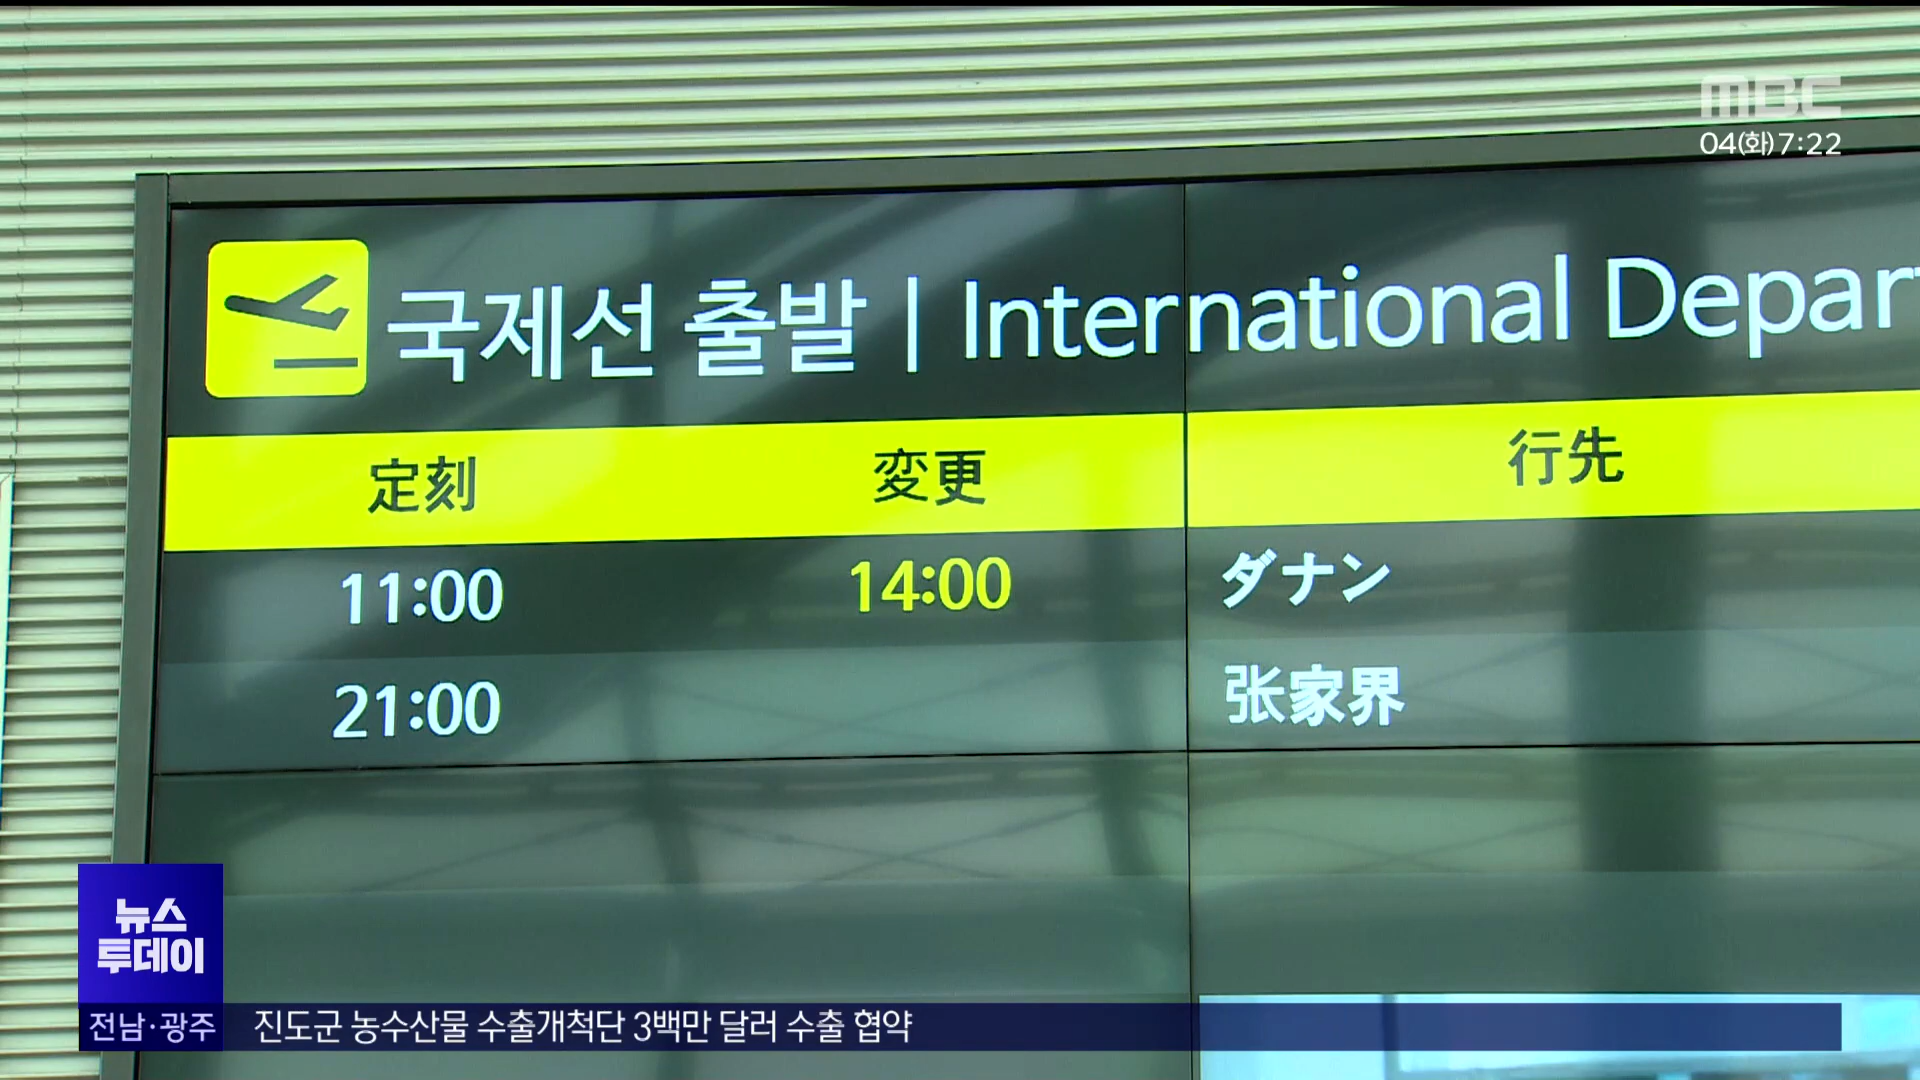 MBC
04(화)7:22
국제선 출발 | International Depar
定刻 変更 行先
11:00 14:00 ダナン
21:00 张家界
뉴스
투데이
전남·광주 진도군 농수산물 수출개척단 3백만 달러 수출 협약